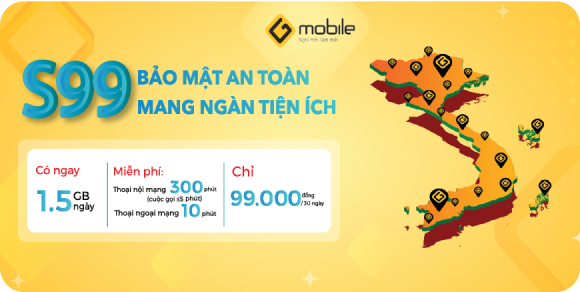 mobile
S99
BẢO MẬT AN TOÀN
MANG NGÀN TIỆN ÍCH
Có ngay
1.5 GB
ngày
Miễn phí:
Thoại nội mạng 300 phút
(cuộc gọi ≤5 phút)
Thoại ngoại mạng 10 phút
Chỉ
99.000 đồng
/30 ngày